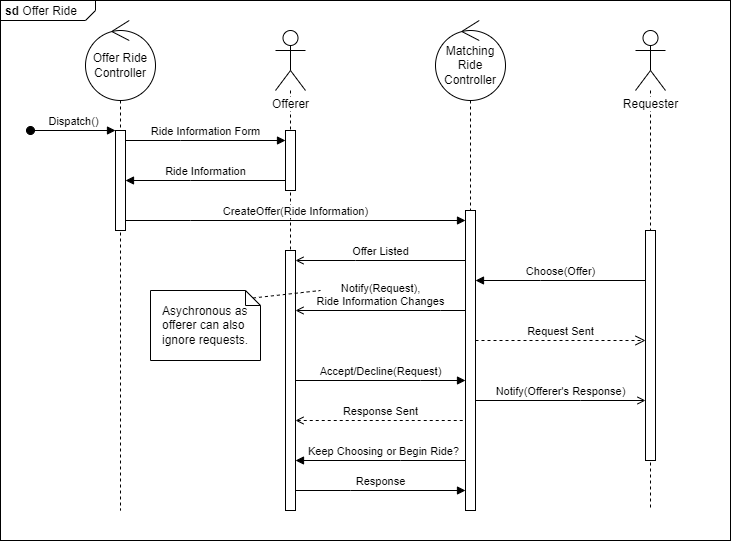 sd Offer Ride
Offer Ride
Controller
Offerer
Matching
Ride
Controller
Requester
Dispatch()
Ride Information Form
Ride Information
CreateOffer(Ride Information)
Offer Listed
Choose(Offer)
Notify(Request),
Ride Information Changes
Asychronous as
offerer can also
ignore requests.
Request Sent
Accept/Decline(Request)
Notify(Offerer's Response)
Response Sent
Keep Choosing or Begin Ride?
Response